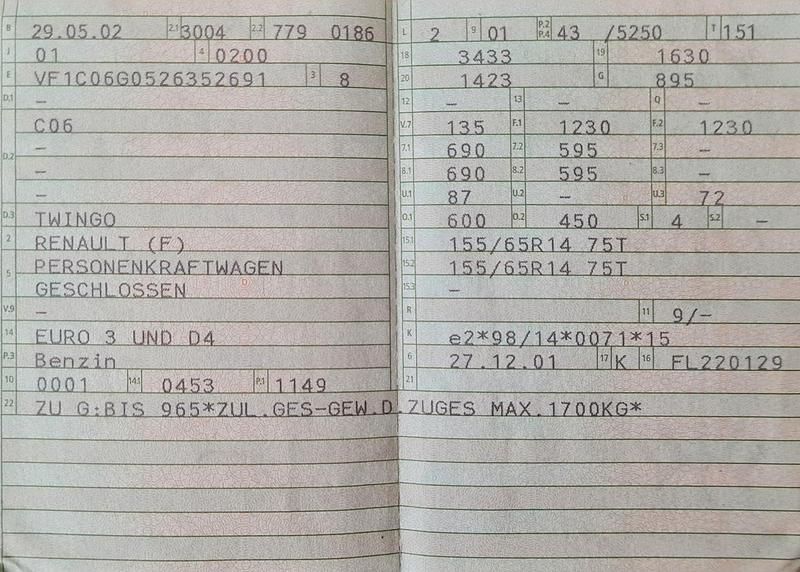 B 29.05.02 2.1 3004 2.2 779 0186
J 01 4 0200
E VF1C06G0526352691 3 8
D.1 –
C06
D.2 –
–
–
D.3 TWINGO
2 RENAULT (F)
5 PERSONENKRAFTWAGEN
GESCHLOSSEN
V.9 –
14 EURO 3 UND D4
P.3 Benzin
10 0001 14.1 0453 P.1 1149
L 2 9 01 P.2 P.4 43 /5250 T 151
18 3433 19 1630
20 1423 G 895
12 – 13 – Q –
V.7 135 F.1 1230 F.2 1230
7.1 690 7.2 595 7.3 –
8.1 690 8.2 595 8.3 –
U.1 87 U.2 – U.3 72
O.1 600 O.2 450 S.1 4 S.2 –
15.1 155/65R14 75T
15.2 155/65R14 75T
15.3 –
R 11 9/–
K e2*98/14*0071*15
6 27.12.01 17 K 16 FL220129
21
22 ZU G:BIS 965*ZUL.GES-GEW.D.ZUGES MAX.1700KG*